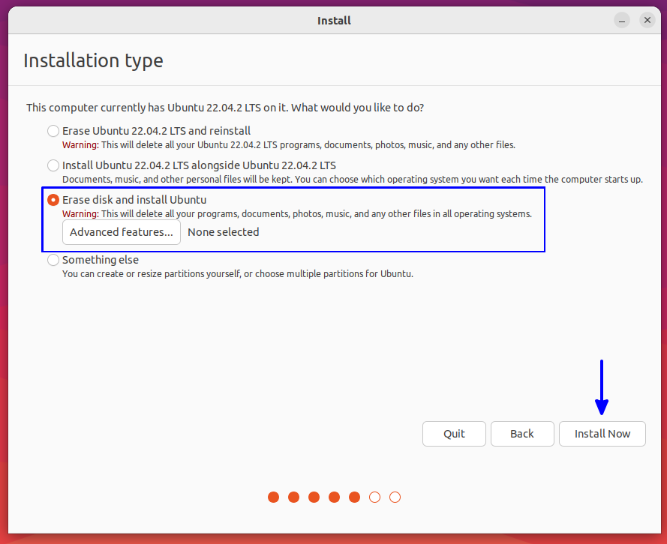 Install
Installation type
This computer currently has Ubuntu 22.04.2 LTS on it. What would you like to do?
Erase Ubuntu 22.04.2 LTS and reinstall
Warning: This will delete all your Ubuntu 22.04.2 LTS programs, documents, photos, music, and any other files.
Install Ubuntu 22.04.2 LTS alongside Ubuntu 22.04.2 LTS
Documents, music, and other personal files will be kept. You can choose which operating system you want each time the computer starts up.
Erase disk and install Ubuntu
Warning: This will delete all your programs, documents, photos, music, and any other files in all operating systems.
Advanced features... None selected
Something else
You can create or resize partitions yourself, or choose multiple partitions for Ubuntu.
Quit Back Install Now